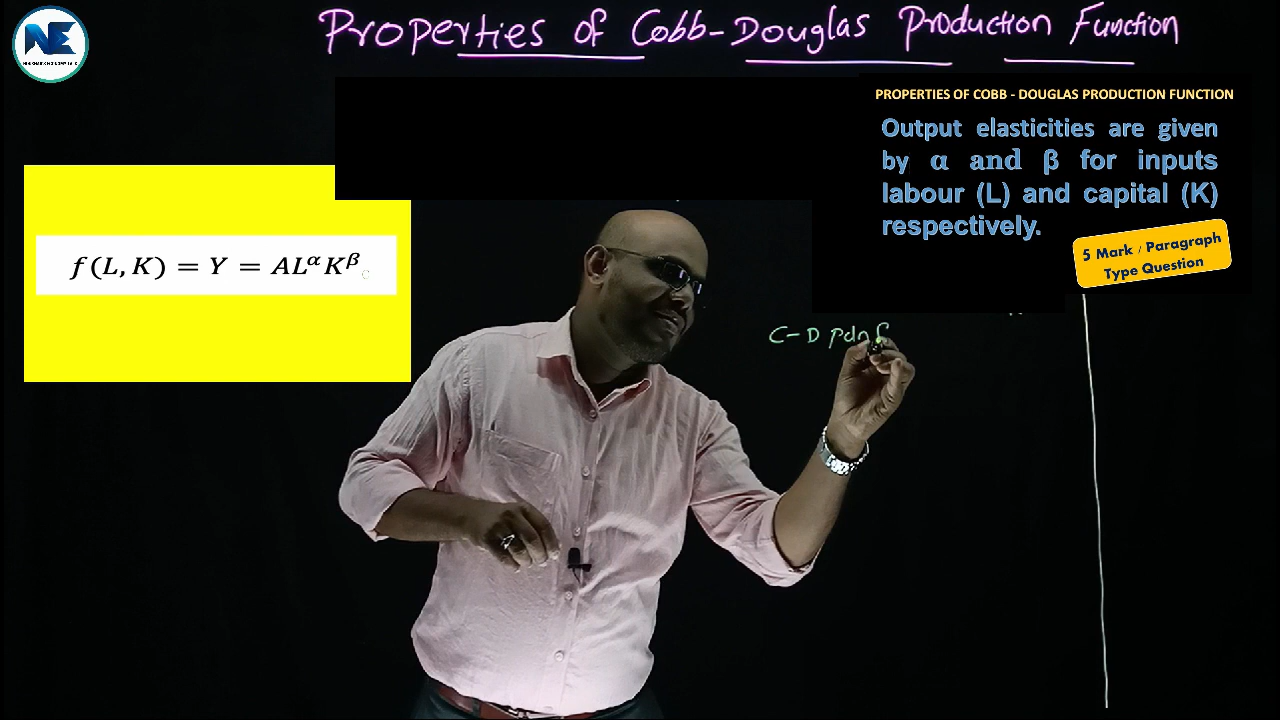 Properties of Cobb-Douglas Production Function
NE
PROPERTIES OF COBB - DOUGLAS PRODUCTION FUNCTION
Output elasticities are given
by α and β for inputs
labour (L) and capital (K)
respectively.
5 Mark / Paragraph
Type Question
f(L, K) = Y = AL^α K^β
C-D pdn f